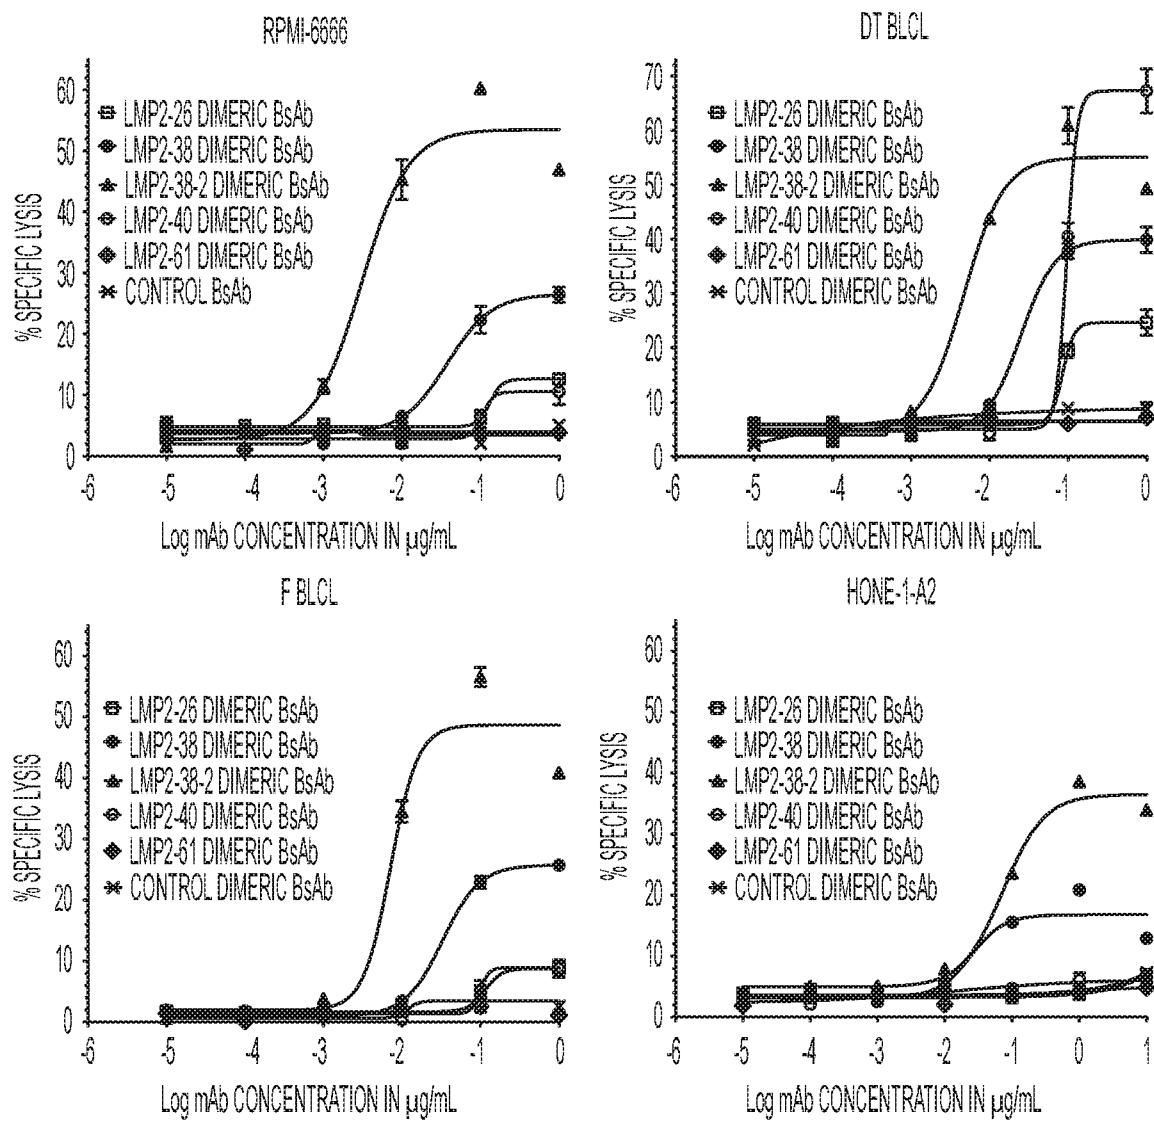 RPMI-6666
% SPECIFIC LYSIS
60
50
40
30
20
10
0
LMP2-26 DIMERIC BsAb
LMP2-38 DIMERIC BsAb
LMP2-38-2 DIMERIC BsAb
LMP2-40 DIMERIC BsAb
LMP2-61 DIMERIC BsAb
CONTROL BsAb
-6 -5 -4 -3 -2 -1 0
Log mAb CONCENTRATION IN µg/mL
DT BLCL
% SPECIFIC LYSIS
70
60
50
40
30
20
10
0
LMP2-26 DIMERIC BsAb
LMP2-38 DIMERIC BsAb
LMP2-38-2 DIMERIC BsAb
LMP2-40 DIMERIC BsAb
LMP2-61 DIMERIC BsAb
CONTROL DIMERIC BsAb
-6 -5 -4 -3 -2 -1 0
Log mAb CONCENTRATION IN µg/mL
F BLCL
% SPECIFIC LYSIS
60
50
40
30
20
10
0
LMP2-26 DIMERIC BsAb
LMP2-38 DIMERIC BsAb
LMP2-38-2 DIMERIC BsAb
LMP2-40 DIMERIC BsAb
LMP2-61 DIMERIC BsAb
CONTROL DIMERIC BsAb
-6 -5 -4 -3 -2 -1 0
Log mAb CONCENTRATION IN µg/mL
HONE-1-A2
% SPECIFIC LYSIS
60
50
40
30
20
10
0
LMP2-26 DIMERIC BsAb
LMP2-38 DIMERIC BsAb
LMP2-38-2 DIMERIC BsAb
LMP2-40 DIMERIC BsAb
LMP2-61 DIMERIC BsAb
CONTROL DIMERIC BsAb
-6 -5 -4 -3 -2 -1 0 1
Log mAb CONCENTRATION IN µg/mL